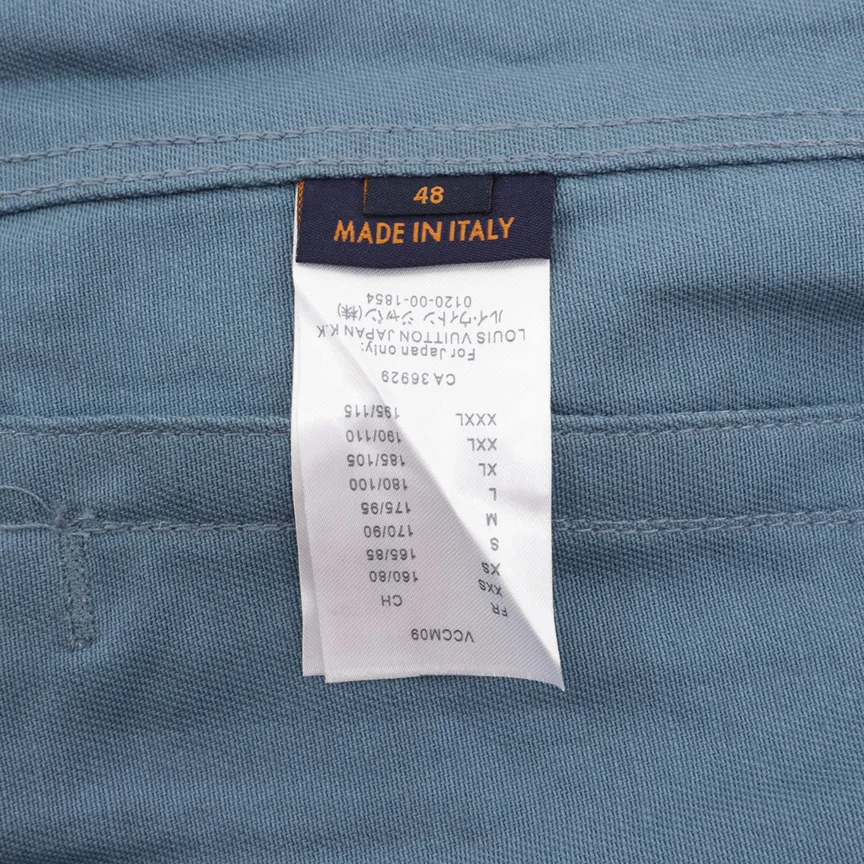 48
MADE IN ITALY
VCCM09
FR CH
XXS 160/80
XS 165/85
S 170/90
M 175/95
L 180/100
XL 185/105
XXL 190/110
XXXL 195/115
CA 36929
For Japan only:
LOUIS VUITTON JAPAN K.K
ルイ・ヴィトン ジャパン(株)
0120-00-1854